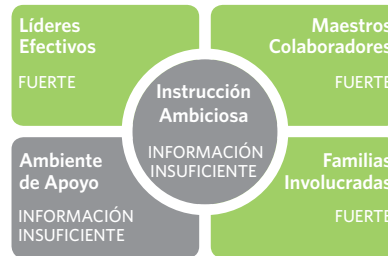 Líderes
Efectivos
FUERTE
Maestros
Colaboradores
FUERTE
Instrucción
Ambiciosa
INFORMACIÓN
INSUFICIENTE
Ambiente
de Apoyo
INFORMACIÓN
INSUFICIENTE
Familias
Involucradas
FUERTE